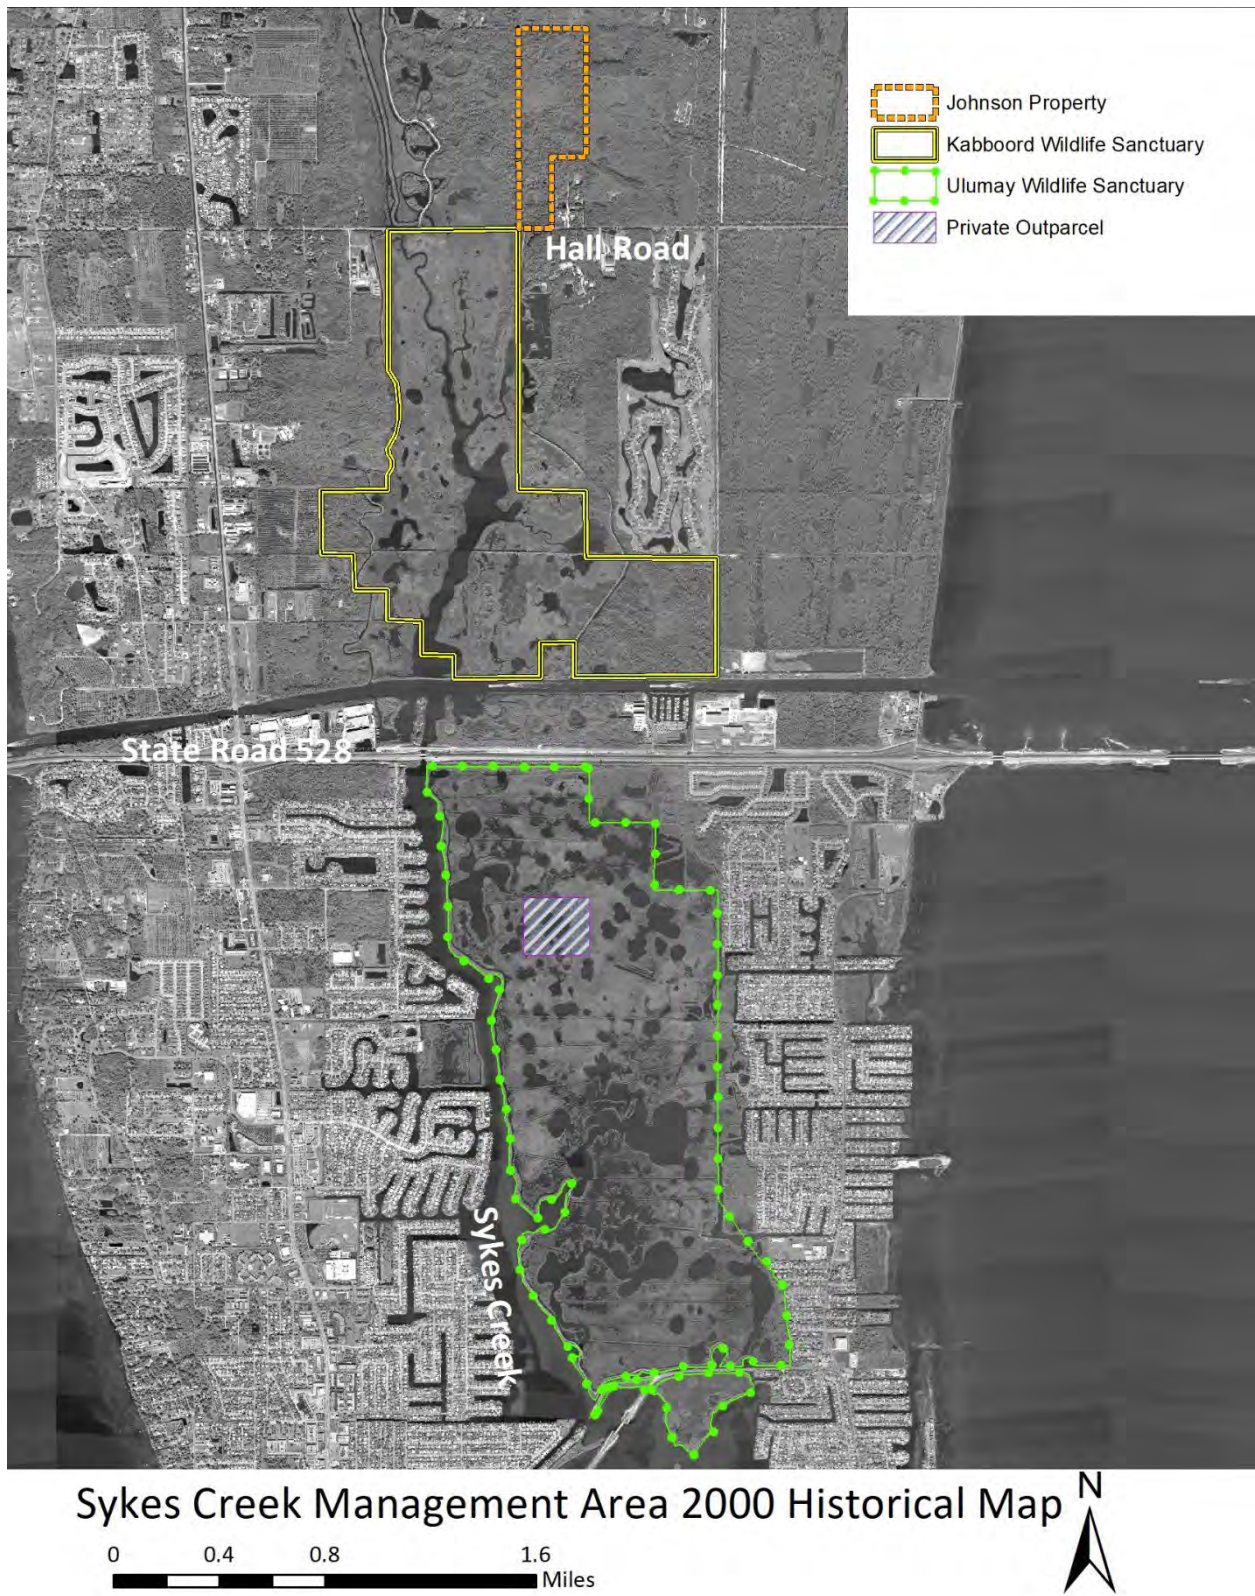 Johnson Property
Kabboord Wildlife Sanctuary
Ulumay Wildlife Sanctuary
Private Outparcel
Hall Road
State Road 528
Sykes Creek
Sykes Creek Management Area 2000 Historical Map
N
0 0.4 0.8 1.6
Miles